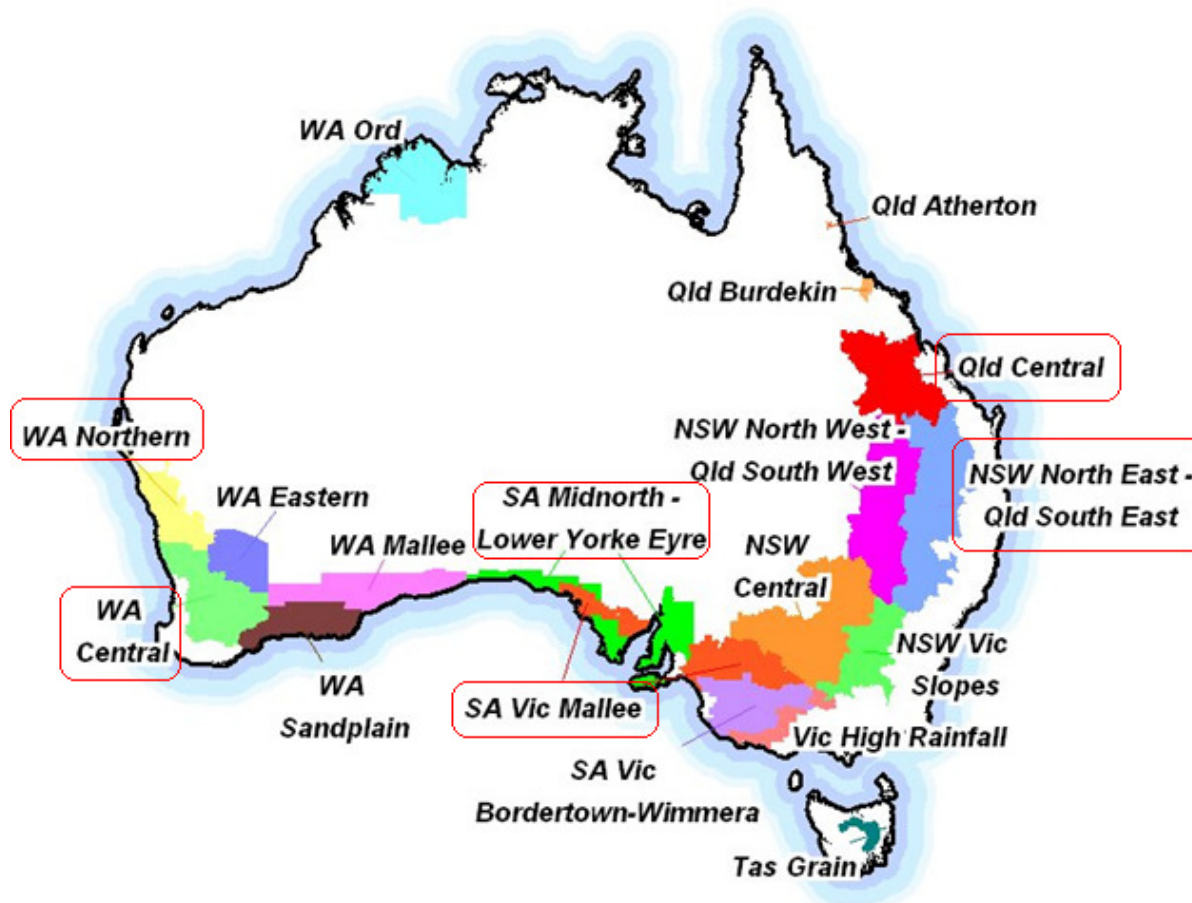 WA Ord
Qld Atherton
Qld Burdekin
Qld Central
WA Northern
NSW North West -
Qld South West
NSW North East -
Qld South East
WA Eastern
SA Midnorth -
Lower Yorke Eyre
WA Mallee
NSW
Central
WA
Central
NSW Vic
Slopes
WA
Sandplain
SA Vic Mallee
Vic High Rainfall
SA Vic
Bordertown-Wimmera
Tas Grain